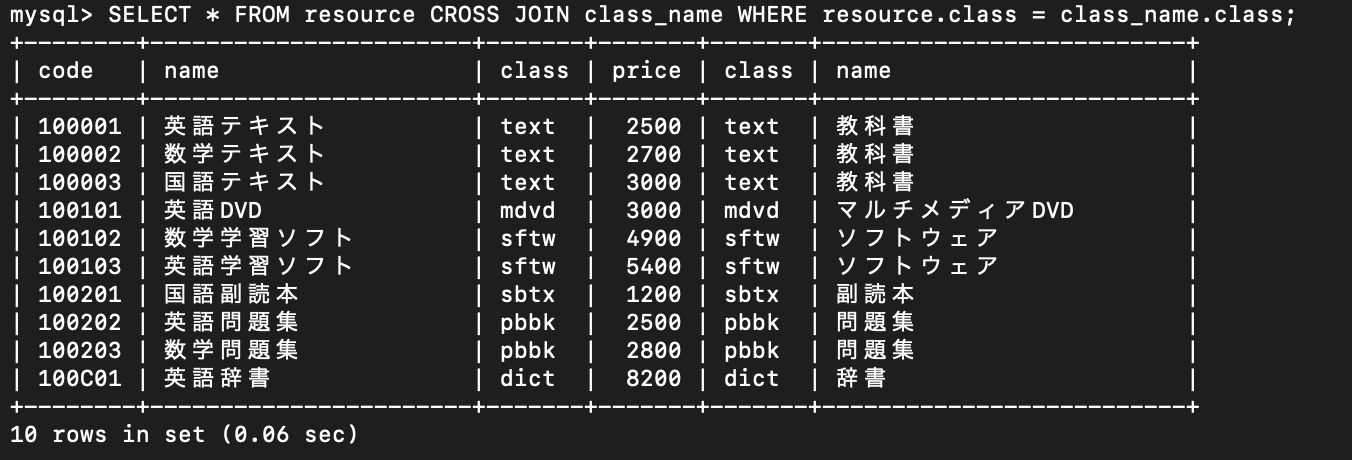 mysql> SELECT * FROM resource CROSS JOIN class_name WHERE resource.class = class_name.class;
+--------+------------------------+-------+-------+-------+--------------------------+
| code   | name                   | class | price | class | name                     |
+--------+------------------------+-------+-------+-------+--------------------------+
| 100001 | 英語テキスト           | text  |  2500 | text  | 教科書                   |
| 100002 | 数学テキスト           | text  |  2700 | text  | 教科書                   |
| 100003 | 国語テキスト           | text  |  3000 | text  | 教科書                   |
| 100101 | 英語DVD                | mdvd  |  3000 | mdvd  | マルチメディアDVD        |
| 100102 | 数学学習ソフト         | sftw  |  4900 | sftw  | ソフトウェア             |
| 100103 | 英語学習ソフト         | sftw  |  5400 | sftw  | ソフトウェア             |
| 100201 | 国語副読本             | sbtx  |  1200 | sbtx  | 副読本                   |
| 100202 | 英語問題集             | pbbk  |  2500 | pbbk  | 問題集                   |
| 100203 | 数学問題集             | pbbk  |  2800 | pbbk  | 問題集                   |
| 100C01 | 英語辞書               | dict  |  8200 | dict  | 辞書                     |
+--------+------------------------+-------+-------+-------+--------------------------+
10 rows in set (0.06 sec)